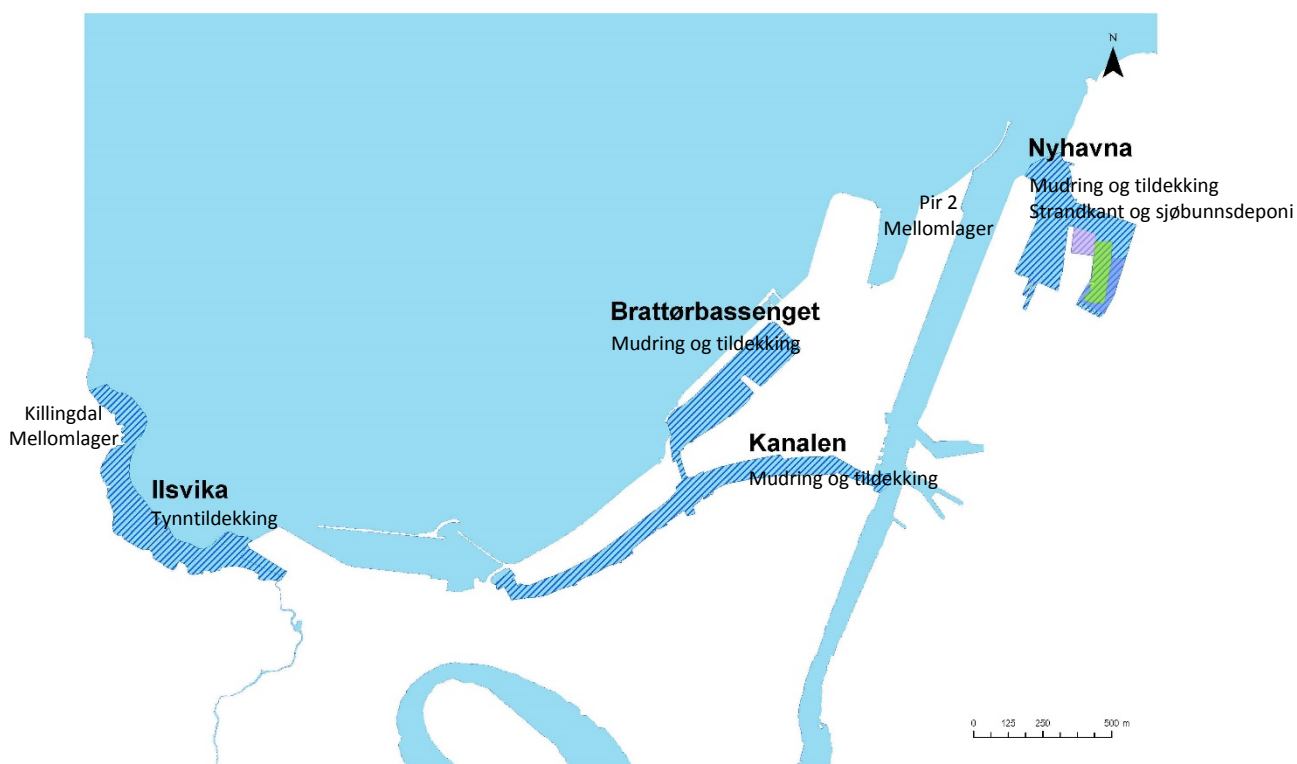 N
Nyhavna
Mudring og tildekking
Strandkant og sjøbunnsdeponi
Pir 2
Mellomlager
Brattørbassenget
Mudring og tildekking
Killingdal
Mellomlager
Kanalen
Mudring og tildekking
Ilsvika
Tynntildekking
0 125 250 500 m